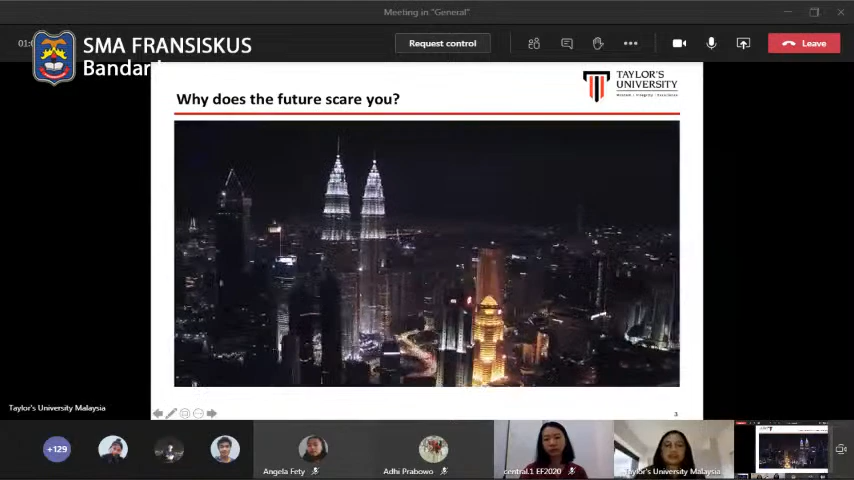 Meeting in "General"
SMA FRANSISKUS
Request control
Leave
TAYLOR'S
UNIVERSITY
Why does the future scare you?
Taylor's University Malaysia
3
+129
Angela Fety
Adhi Prabowo
central.1 EF2020
Taylor's University Malaysia